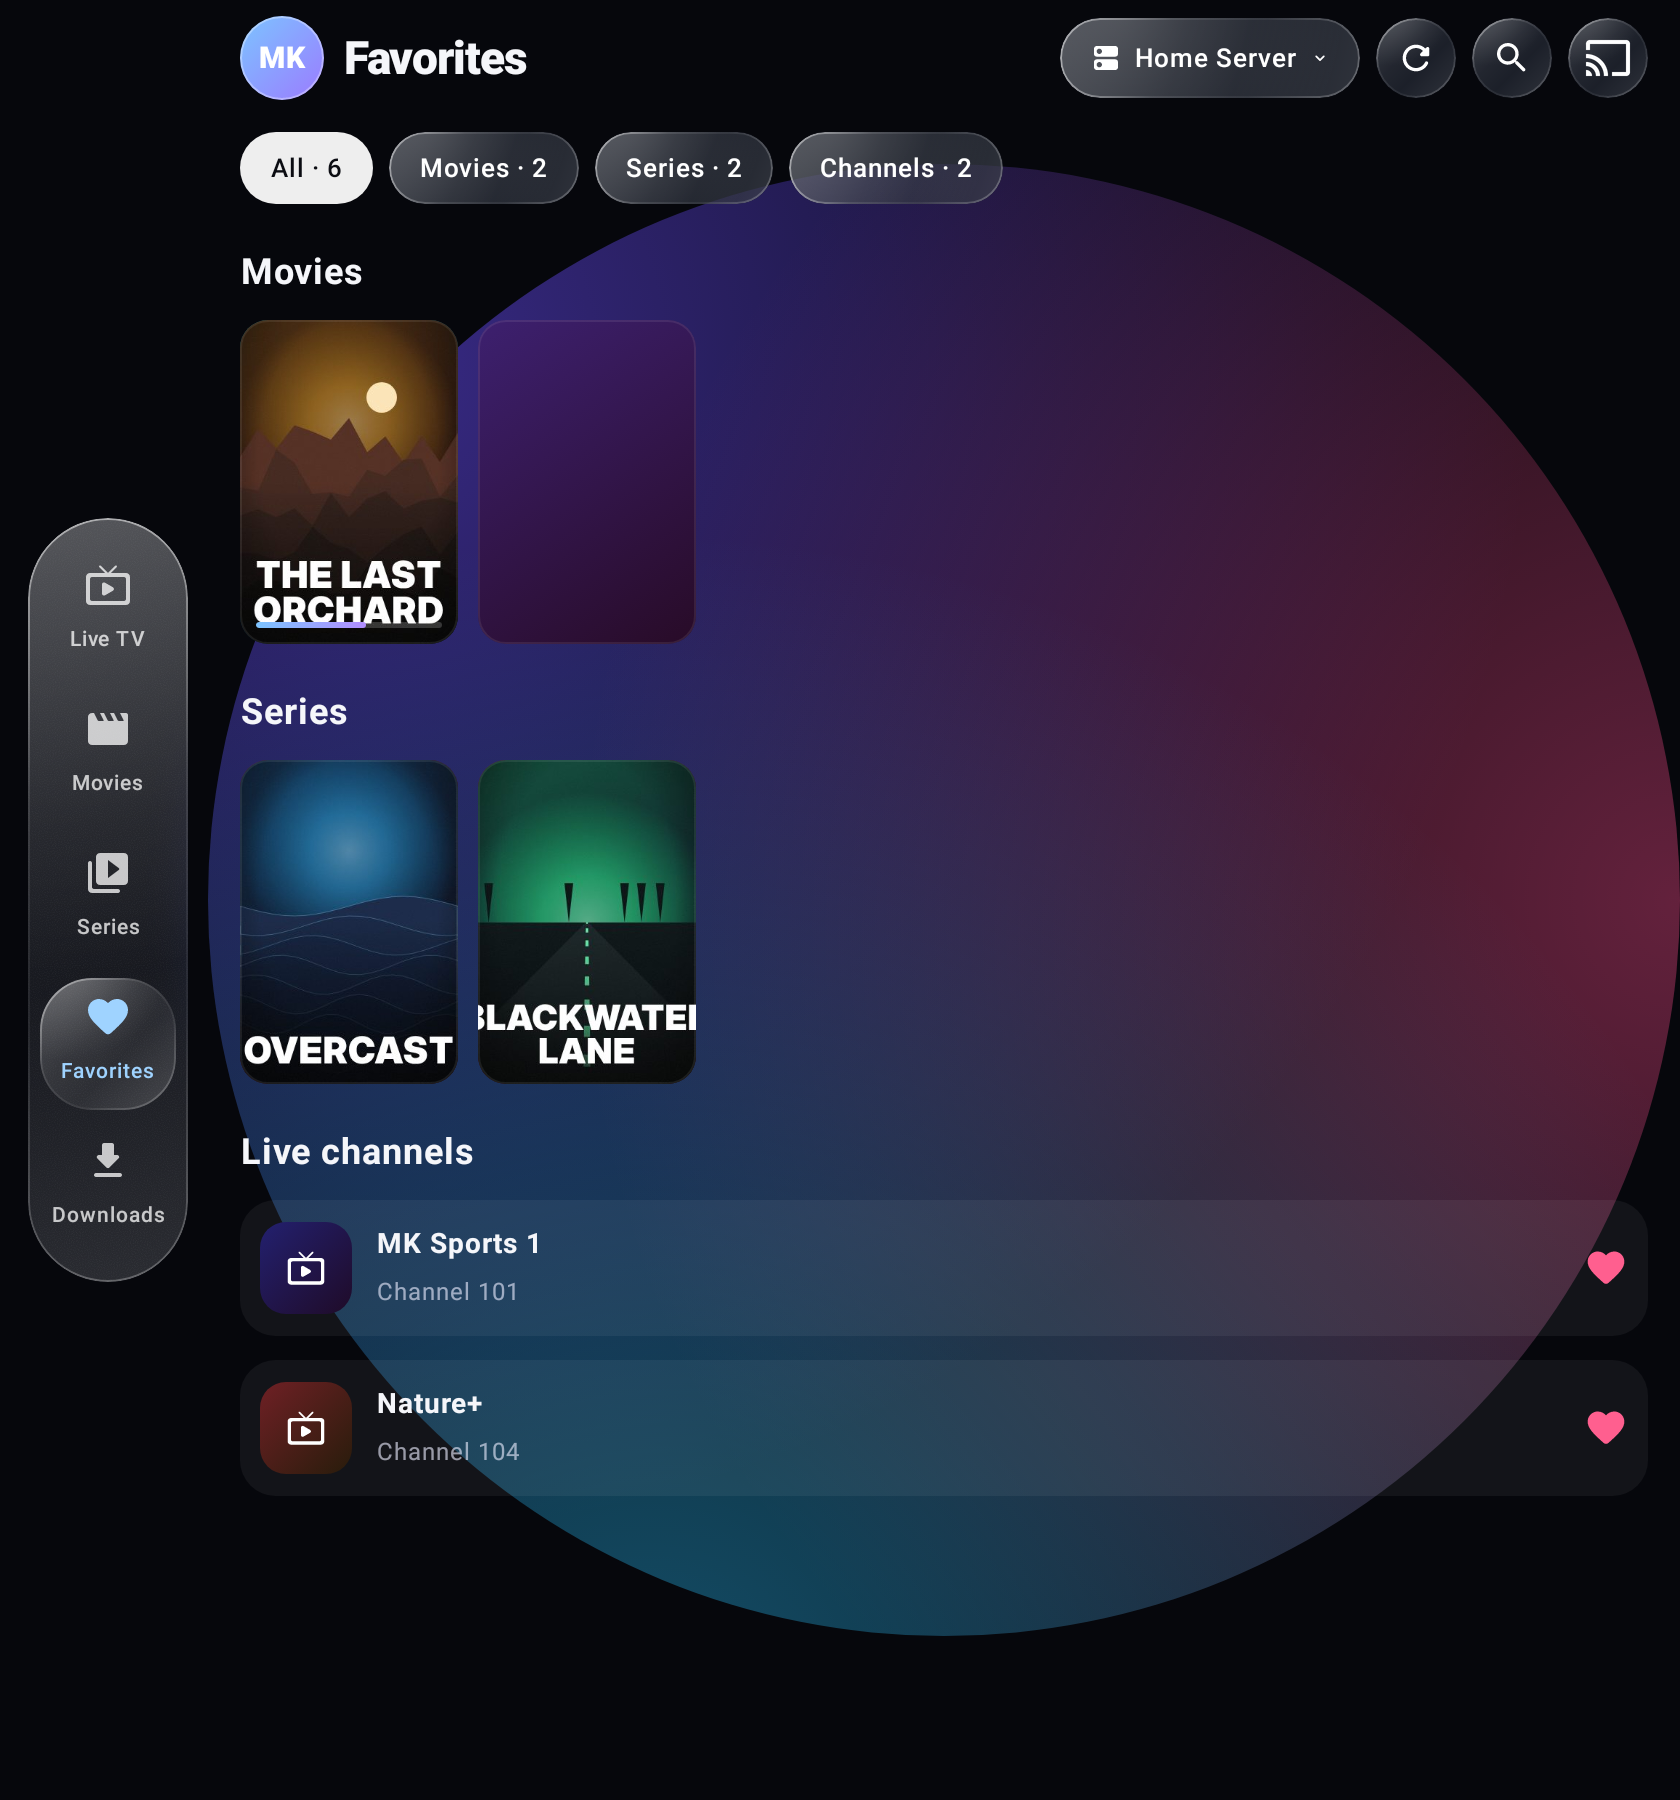 MK Favorites
Home Server
All · 6
Movies · 2
Series · 2
Channels · 2
Movies
THE LAST
ORCHARD
Series
OVERCAST
BLACKWATER
LANE
Live channels
MK Sports 1
Channel 101
Nature+
Channel 104
Live TV
Movies
Series
Favorites
Downloads